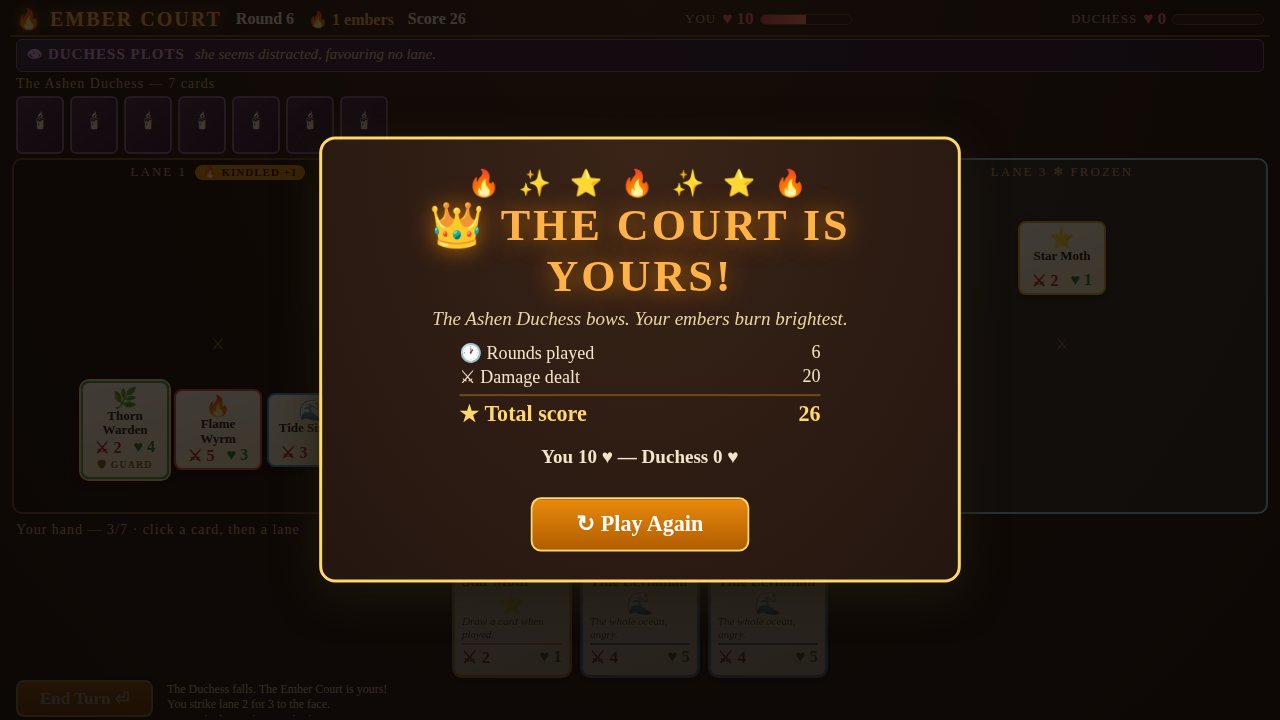 🔥 EMBER COURT Round 6 🔥 1 embers Score 26 YOU ♥ 10 DUCHESS ♥ 0
👁 DUCHESS PLOTS she seems distracted, favouring no lane.
The Ashen Duchess — 7 cards
LANE 1 🔥 KINDLED +1
LANE 3 ❄ FROZEN
Star Moth
⚔ 2 ♥ 1
👑 THE COURT IS
YOURS!
The Ashen Duchess bows. Your embers burn brightest.
🕐 Rounds played 6
⚔ Damage dealt 20
★ Total score 26
You 10 ♥ — Duchess 0 ♥
↻ Play Again
Thorn
Warden
⚔ 2 ♥ 4
GUARD
Flame
Wyrm
⚔ 5 ♥ 3
Tide
⚔ 3
Your hand — 3/7 · click a card, then a lane
Draw a card when
played.
⚔ 2 ♥ 1
The whole ocean,
angry.
⚔ 4 ♥ 5
The whole ocean,
angry.
⚔ 4 ♥ 5
End Turn ⏎
The Duchess falls. The Ember Court is yours!
You strike lane 2 for 3 to the face.